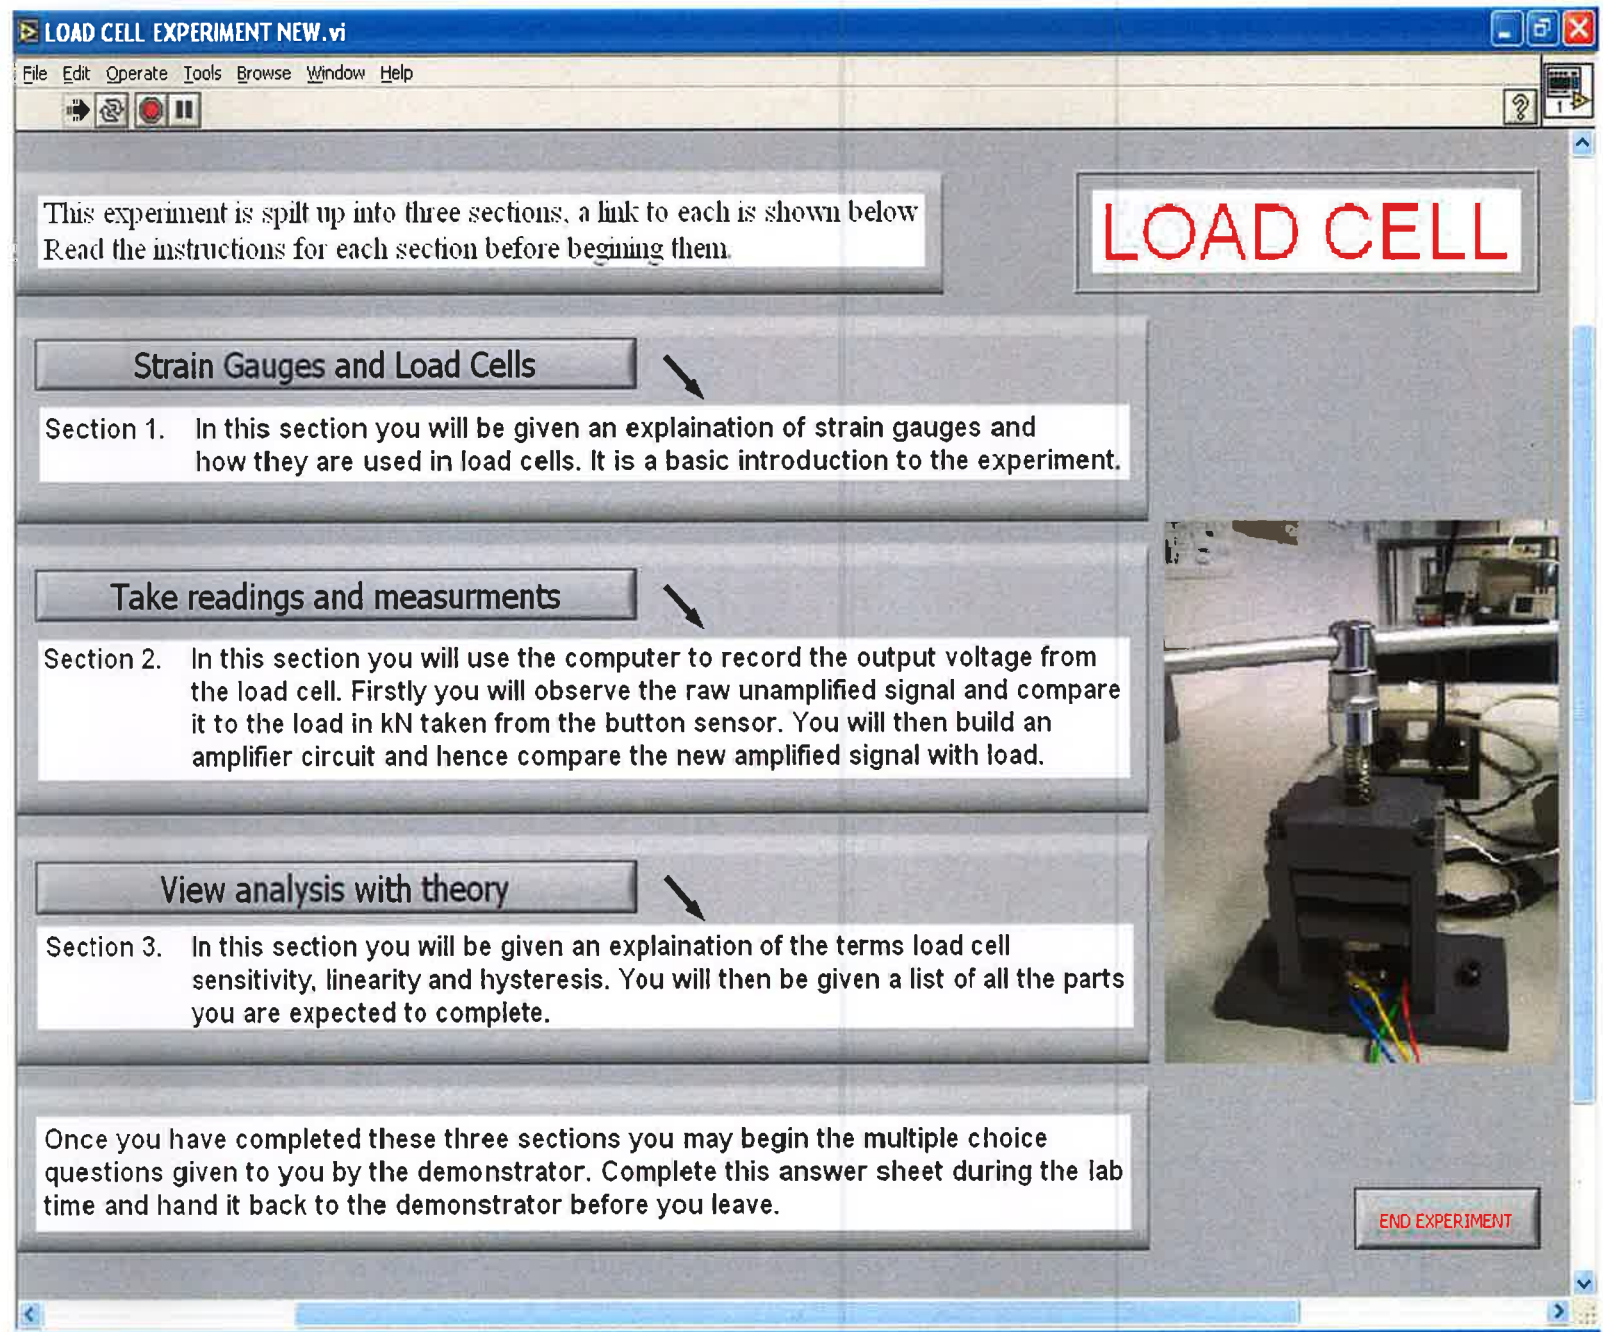 LOAD CELL EXPERIMENT NEW.vi
File Edit Operate Tools Browse Window Help
1
This experiment is spilt up into three sections, a link to each is shown below
Read the instructions for each section before begining them.
LOAD CELL
Strain Gauges and Load Cells
Section 1. In this section you will be given an explaination of strain gauges and
how they are used in load cells. It is a basic introduction to the experiment.
Take readings and measurments
Section 2. In this section you will use the computer to record the output voltage from
the load cell. Firstly you will observe the raw unamplified signal and compare
it to the load in kN taken from the button sensor. You will then build an
amplifier circuit and hence compare the new amplified signal with load.
View analysis with theory
Section 3. In this section you will be given an explaination of the terms load cell
sensitivity, linearity and hysteresis. You will then be given a list of all the parts
you are expected to complete.
Once you have completed these three sections you may begin the multiple choice
questions given to you by the demonstrator. Complete this answer sheet during the lab
time and hand it back to the demonstrator before you leave.
END EXPERIMENT